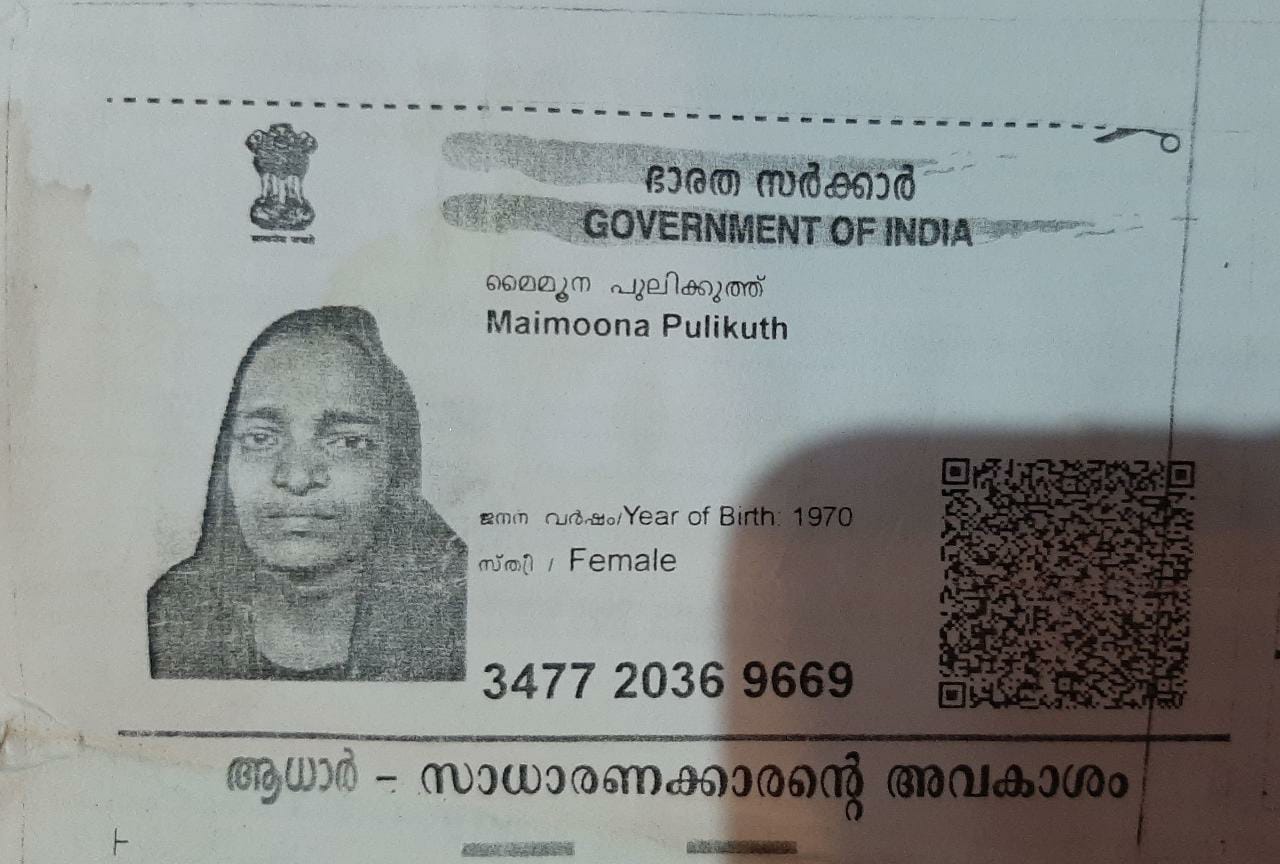 ഭാരത സർക്കാർ
GOVERNMENT OF INDIA
മൈമൂന പുലിക്കുത്ത്
Maimoona Pulikuth
ജനന വർഷം/Year of Birth: 1970
സ്ത്രീ / Female
3477 2036 9669
ആധാർ - സാധാരണക്കാരന്റെ അവകാശം